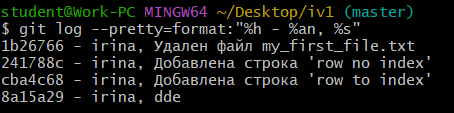 student@Work-PC MINGW64 ~/Desktop/iv1 (master)
$ git log --pretty=format:"%h - %an, %s"
1b26766 - irina, Удален файл my_first_file.txt
241788c - irina, Добавлена строка 'row no index'
cba4c68 - irina, Добавлена строка 'row to index'
8a15a29 - irina, dde